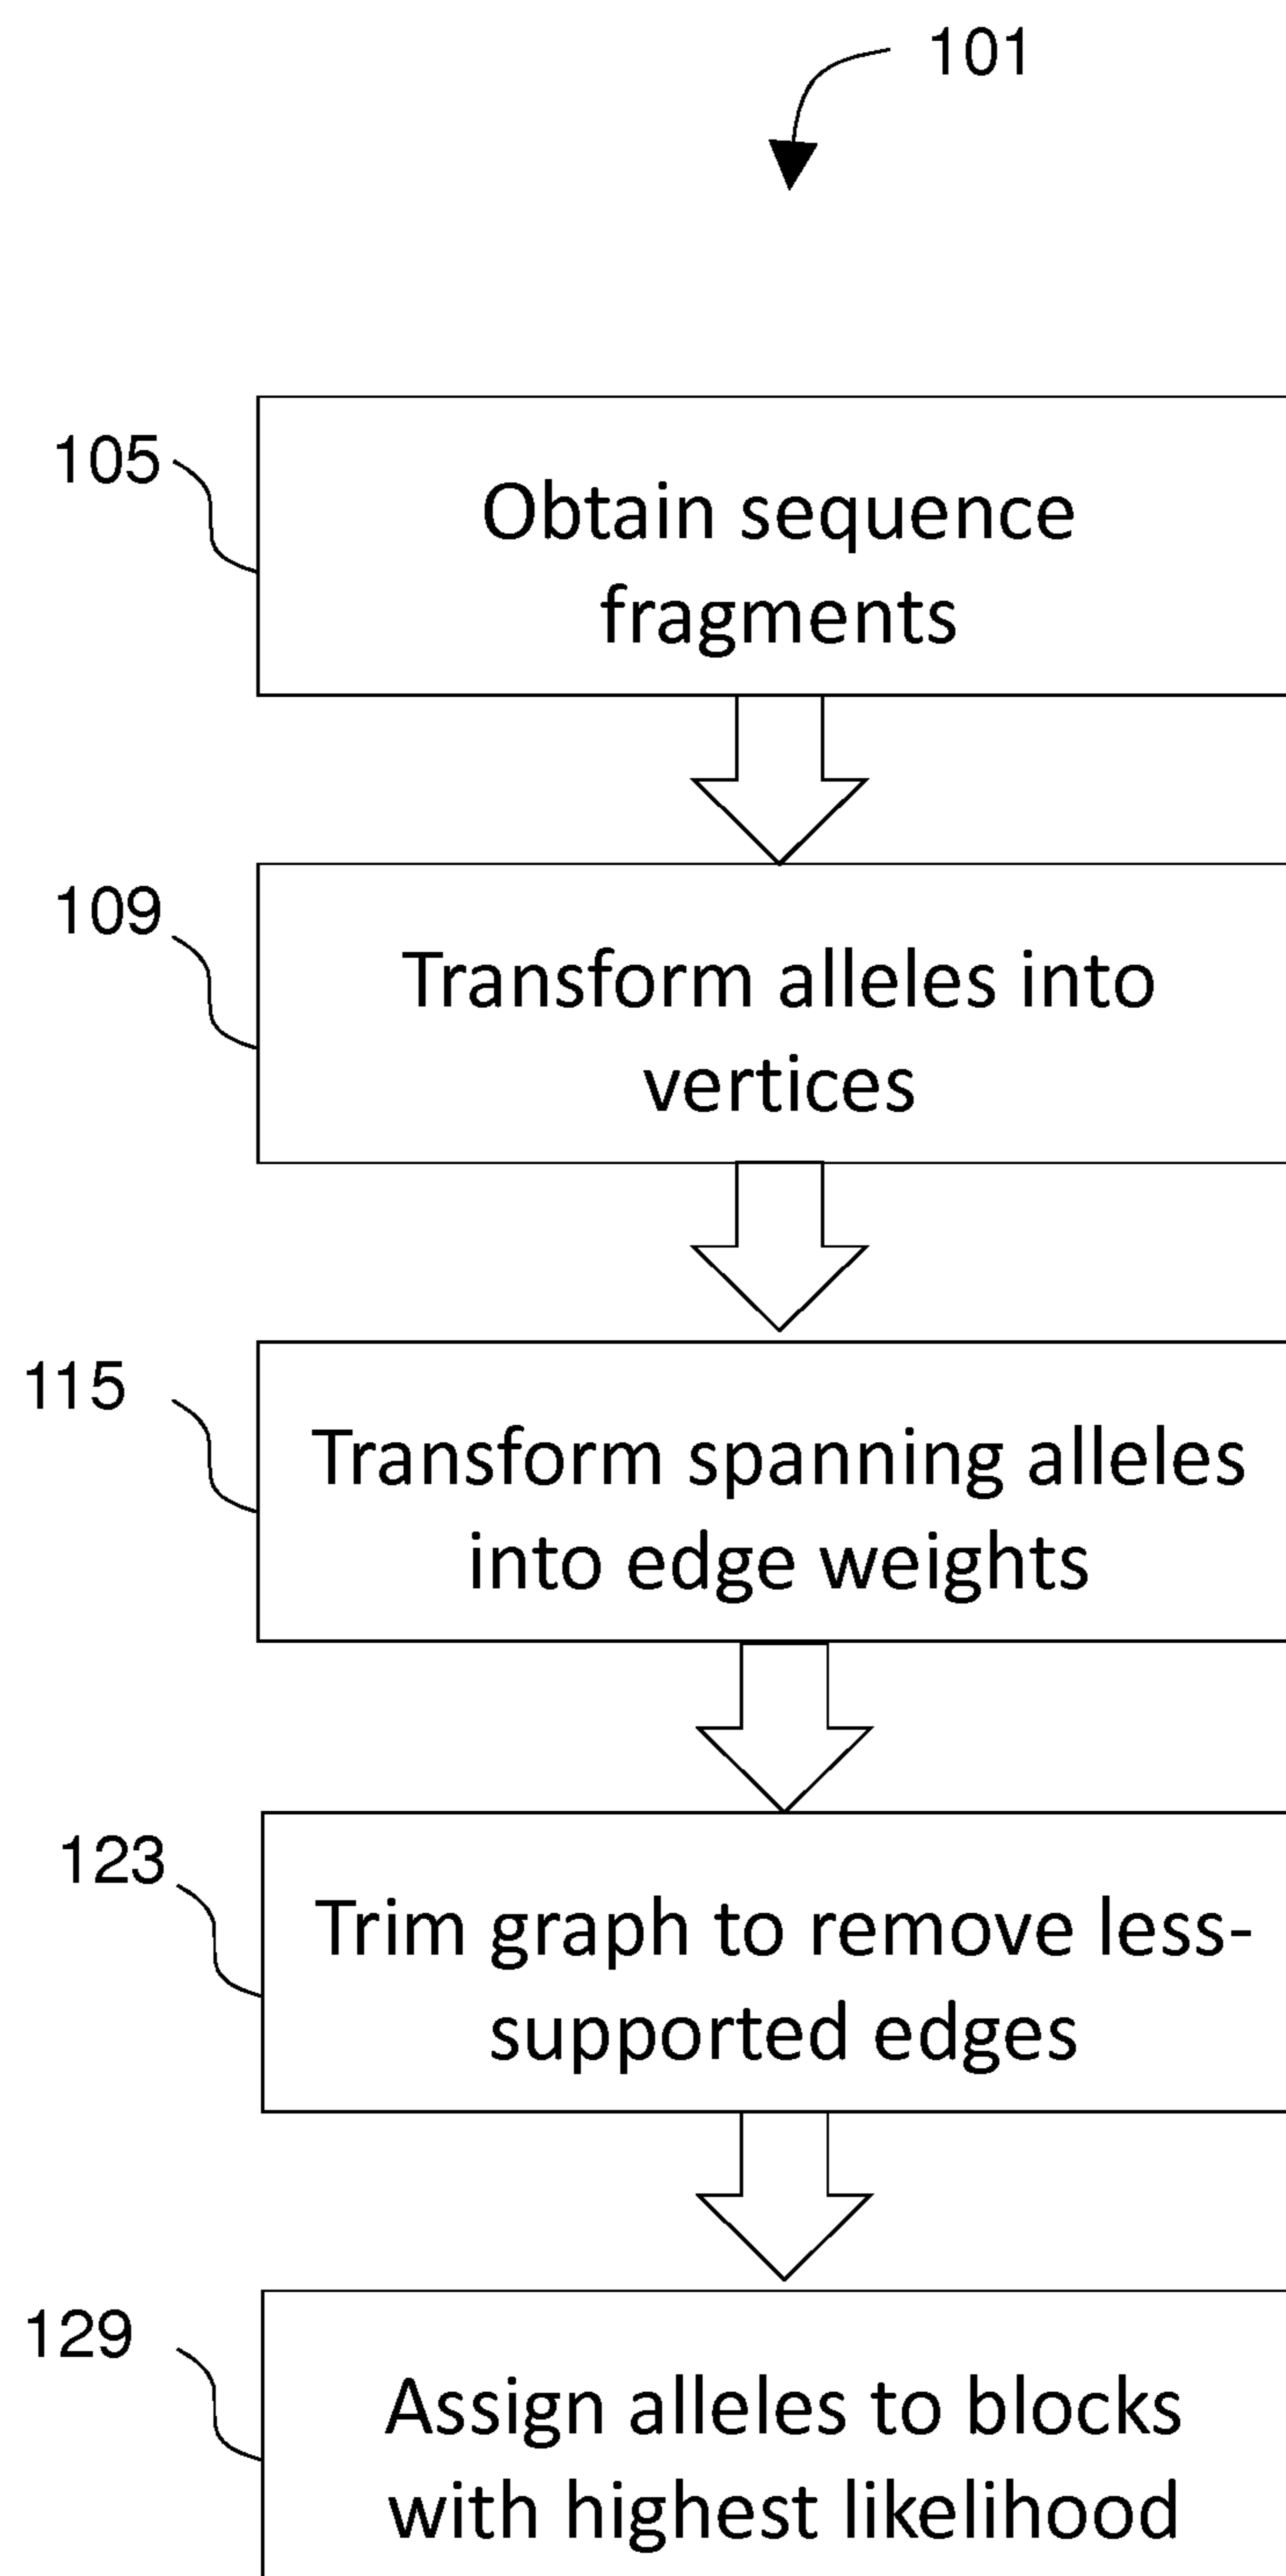 101
105
Obtain sequence
fragments
109
Transform alleles into
vertices
115
Transform spanning alleles
into edge weights
123
Trim graph to remove less-
supported edges
129
Assign alleles to blocks
with highest likelihood